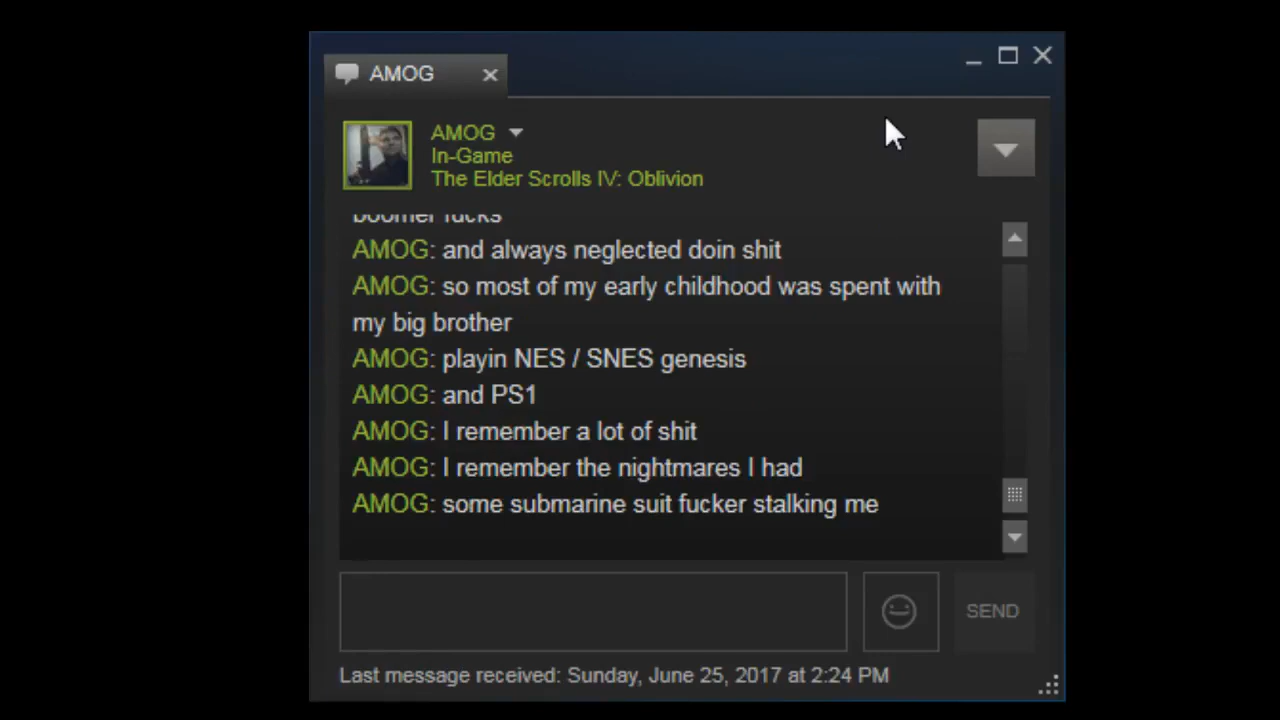 AMOG
AMOG
In-Game
The Elder Scrolls IV: Oblivion
boomer fucks
AMOG: and always neglected doin shit
AMOG: so most of my early childhood was spent with
my big brother
AMOG: playin NES / SNES genesis
AMOG: and PS1
AMOG: I remember a lot of shit
AMOG: I remember the nightmares I had
AMOG: some submarine suit fucker stalking me
SEND
Last message received: Sunday, June 25, 2017 at 2:24 PM